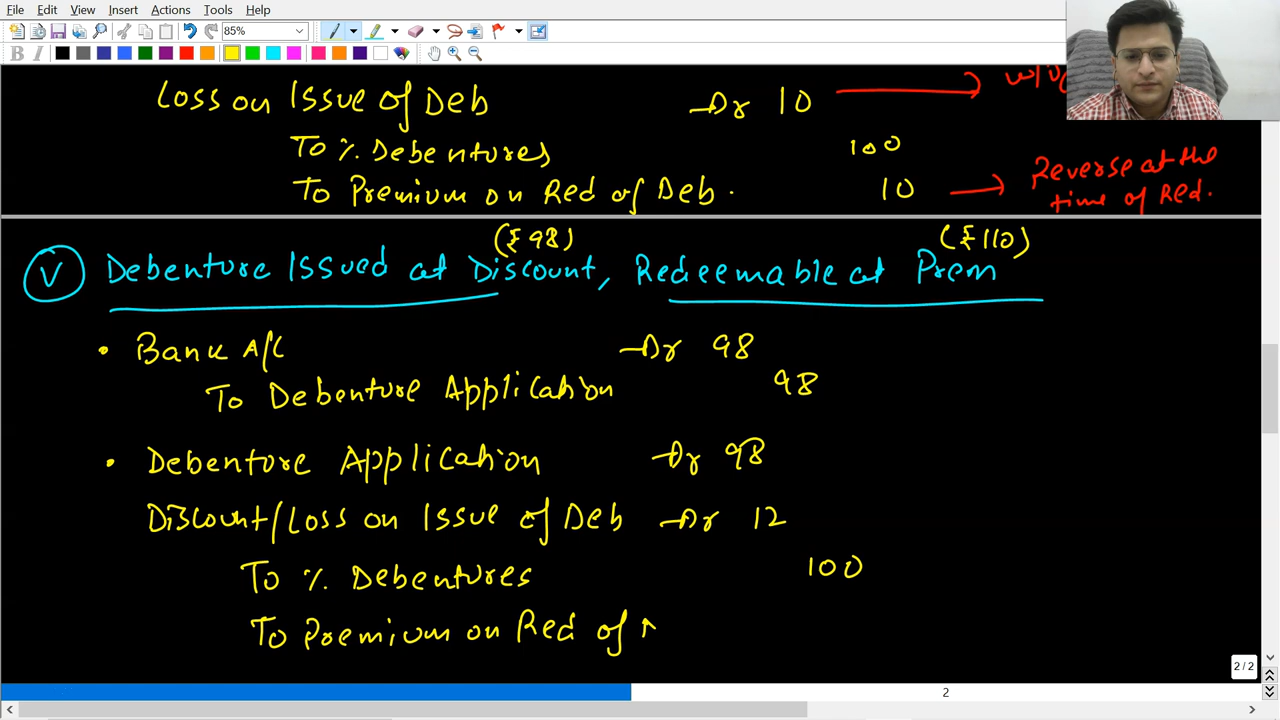 File Edit View Insert Actions Tools Help
85%
Loss on Issue of Deb Dr 10
To % Debentures 100
To Premium on Red of Deb. 10
Reverse at the
time of Red.
(₹98) (₹110)
V Debenture Issued at Discount, Redeemable at Prem
• Bank A/C Dr 98
To Debenture Application 98
• Debenture Application Dr 98
Discount/Loss on Issue of Deb Dr 12
To % Debentures 100
To Premium on Red of
2 / 2
2